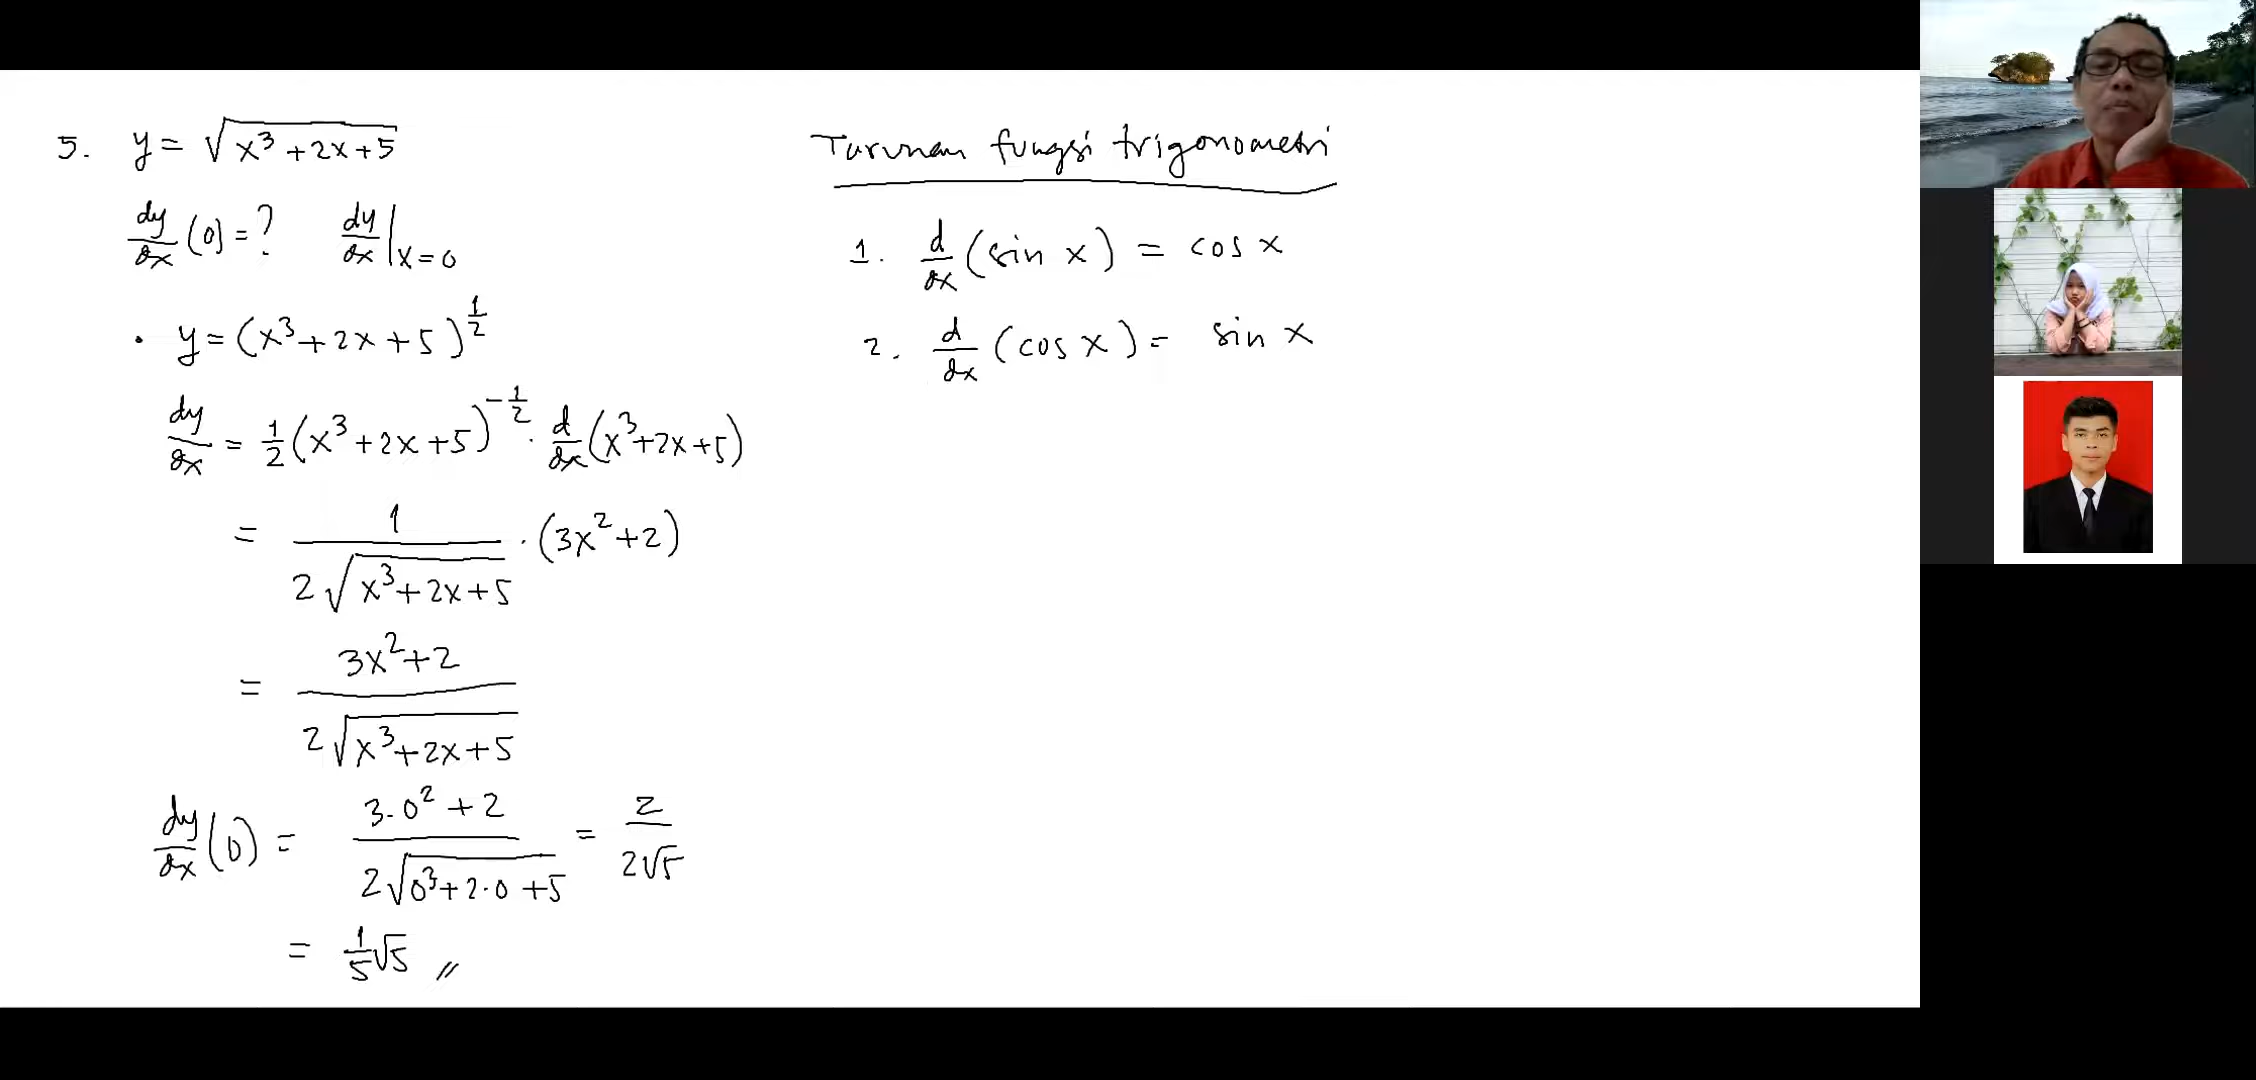 5. y = √(x³ + 2x + 5)
dy/dx (0) = ? dy/dx |x=0
• y = (x³ + 2x + 5)^(1/2)
dy/dx = 1/2 (x³ + 2x + 5)^(-1/2) · d/dx (x³ + 2x + 5)
= 1/(2√(x³ + 2x + 5)) · (3x² + 2)
= (3x² + 2)/(2√(x³ + 2x + 5))
dy/dx (0) = (3·0² + 2)/(2√(0³ + 2·0 + 5)) = 2/(2√5)
= 1/5 √5 //
Turunan fungsi trigonometri
1. d/dx (sin x) = cos x
2. d/dx (cos x) = sin x